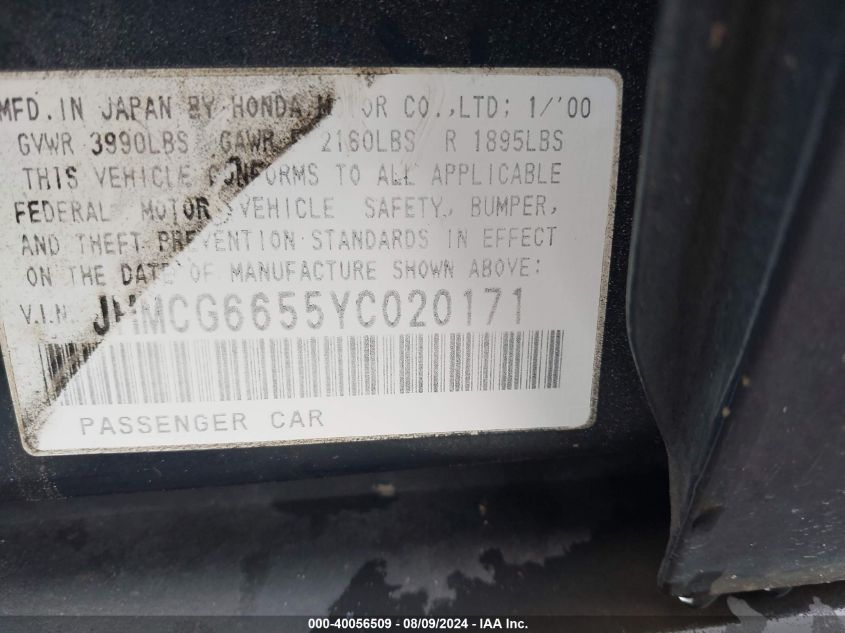 MFD. IN JAPAN BY HONDA MOTOR CO.,LTD; 1/'00
GVWR 3990LBS GAWR F 2160LBS R 1895LBS
THIS VEHICLE CONFORMS TO ALL APPLICABLE
FEDERAL MOTOR VEHICLE SAFETY, BUMPER,
AND THEFT PREVENTION STANDARDS IN EFFECT
ON THE DATE OF MANUFACTURE SHOWN ABOVE:
V.I.N. JHMCG6655YC020171
PASSENGER CAR
000-40056509 - 08/09/2024 - IAA Inc.